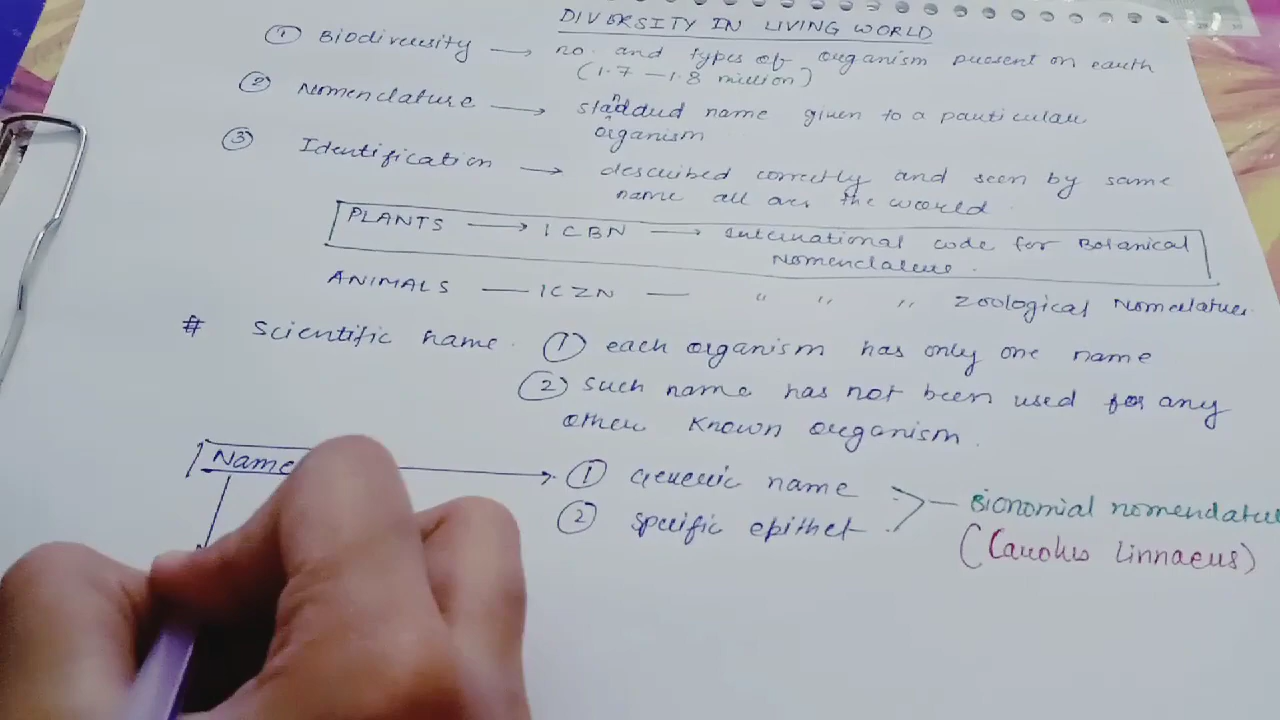 DIVERSITY IN LIVING WORLD
① Biodiversity → no. and types of organism present on earth
(1.7 – 1.8 million)
② Nomenclature → standdud name given to a particular
organism
③ Identification → described correctly and seen by same
name all over the world.
PLANTS → ICBN → International code for Botanical
Nomenclature.
ANIMALS — ICZN — " " " Zoological Nomenclature
# Scientific name. ① each organism has only one name
② Such name has not been used for any
other known organism.
Name → ① Generic name
② specific epithet
Bionomial nomenclature
(Carolus linnaeus)